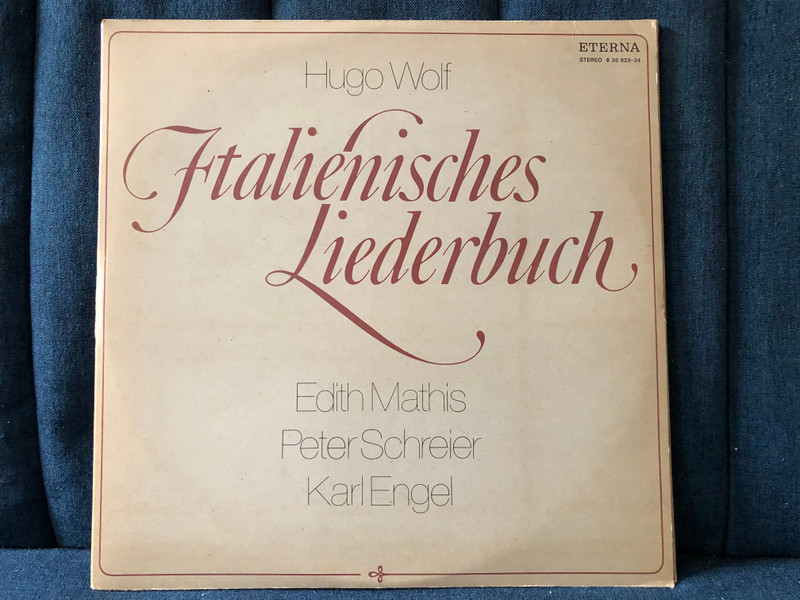 ETERNA
STEREO 8 26 923-24
Hugo Wolf
Italienisches
Liederbuch
Edith Mathis
Peter Schreier
Karl Engel